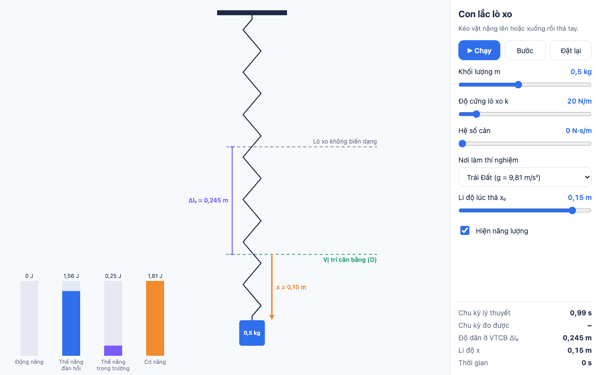 Lò xo không biến dạng
Δl₀ = 0,245 m
Vị trí cân bằng (O)
x = 0,15 m
0,5 kg
0 J
1,56 J
0,25 J
1,81 J
Động năng
Thế năng
đàn hồi
Thế năng
trọng trường
Cơ năng
Con lắc lò xo
Kéo vật nặng lên hoặc xuống rồi thả tay.
▶ Chạy
Bước
Đặt lại
Khối lượng m
0,5 kg
Độ cứng lò xo k
20 N/m
Hệ số cản
0 N·s/m
Nơi làm thí nghiệm
Trái Đất (g = 9,81 m/s²)
Li độ lúc thả x₀
0,15 m
Hiện năng lượng
Chu kỳ lý thuyết
0,99 s
Chu kỳ đo được
–
Độ dãn ở VTCB Δl₀
0,245 m
Li độ x
0,15 m
Thời gian
0 s